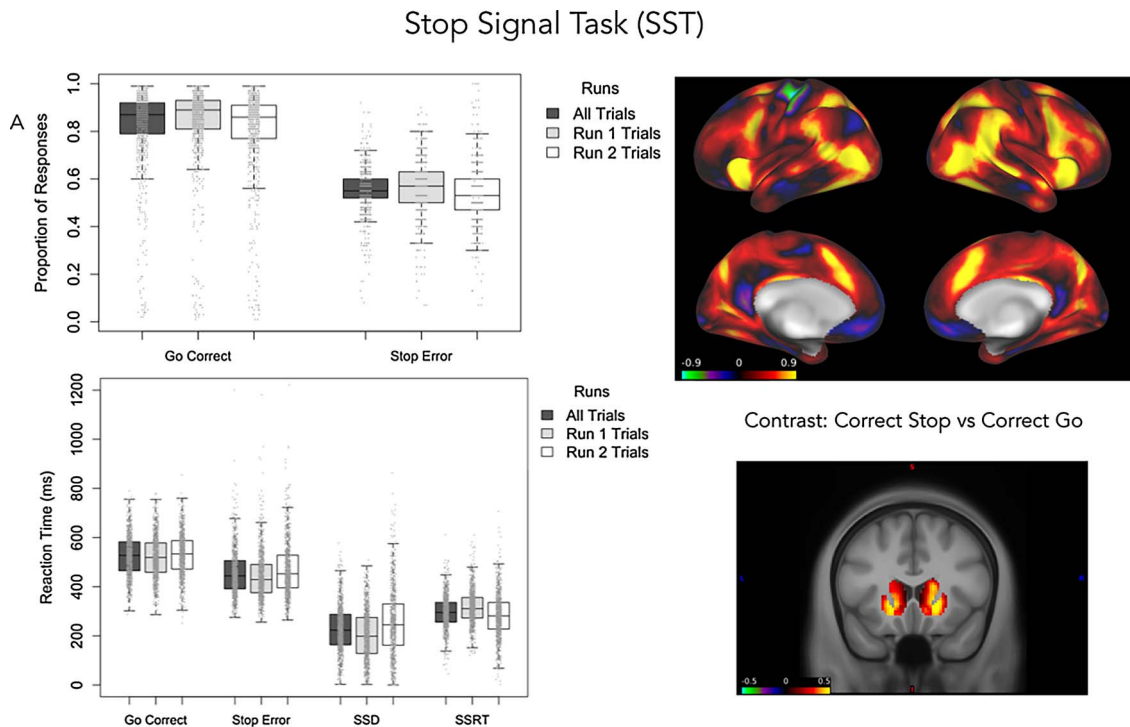 Stop Signal Task (SST)
A
Proportion of Responses
1.0
0.8
0.6
0.4
0.2
0.0
Go Correct
Stop Error
Runs
All Trials
Run 1 Trials
Run 2 Trials
-0.9
0
0.9
Reaction Time (ms)
1200
1000
800
600
400
200
0
Go Correct
Stop Error
SSD
SSRT
Runs
All Trials
Run 1 Trials
Run 2 Trials
Contrast: Correct Stop vs Correct Go
S
-0.5
0
0.5